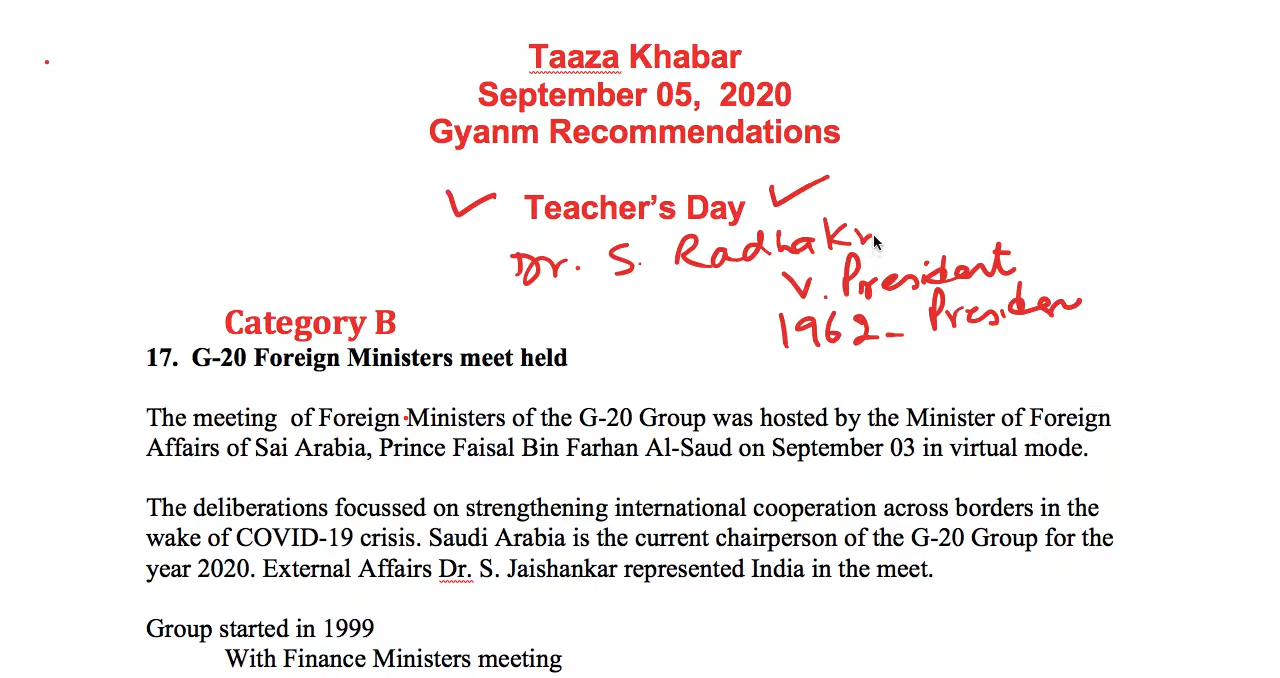 Taaza Khabar
September 05, 2020
Gyanm Recommendations
Teacher's Day
Dr. S. Radhakr
V. President
1962- Presiden
Category B
17. G-20 Foreign Ministers meet held
The meeting of Foreign Ministers of the G-20 Group was hosted by the Minister of Foreign
Affairs of Sai Arabia, Prince Faisal Bin Farhan Al-Saud on September 03 in virtual mode.
The deliberations focussed on strengthening international cooperation across borders in the
wake of COVID-19 crisis. Saudi Arabia is the current chairperson of the G-20 Group for the
year 2020. External Affairs Dr. S. Jaishankar represented India in the meet.
Group started in 1999
With Finance Ministers meeting